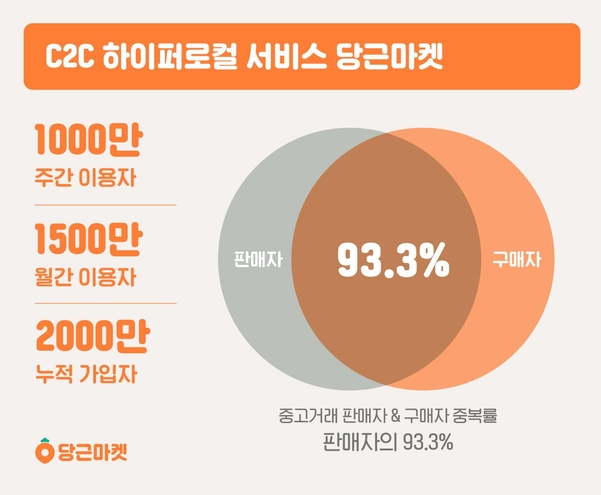 C2C 하이퍼로컬 서비스 당근마켓
1000만
주간 이용자
1500만
월간 이용자
2000만
누적 가입자
당근마켓
판매자
93.3%
구매자
중고거래 판매자 & 구매자 중복률
판매자의 93.3%